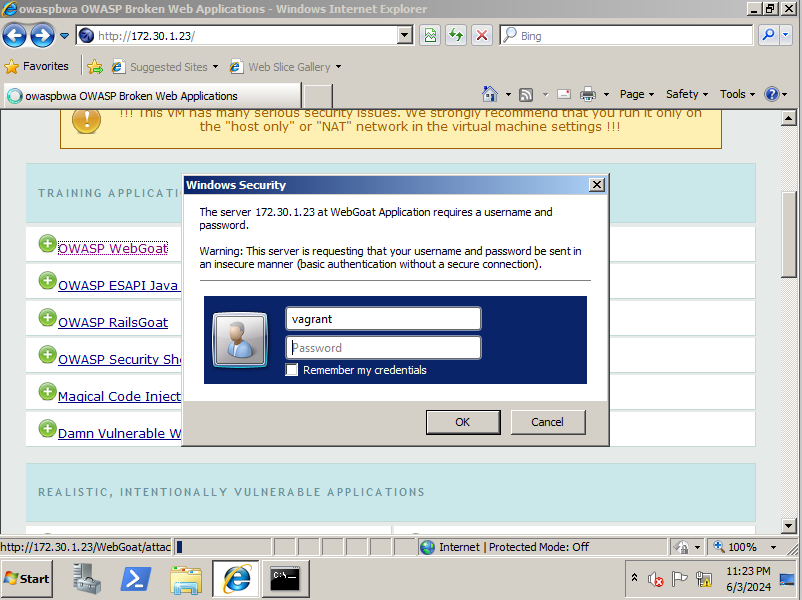 owaspbwa OWASP Broken Web Applications - Windows Internet Explorer
http://172.30.1.23/
Bing
Favorites
Suggested Sites
Web Slice Gallery
owaspbwa OWASP Broken Web Applications
Page
Safety
Tools
!!! This VM has many serious security issues. We strongly recommend that you run it only on
the "host only" or "NAT" network in the virtual machine settings !!!
TRAINING APPLICATI
OWASP WebGoat
OWASP ESAPI Java
OWASP RailsGoat
OWASP Security Sh
Magical Code Inject
Damn Vulnerable W
Windows Security
The server 172.30.1.23 at WebGoat Application requires a username and
password.
Warning: This server is requesting that your username and password be sent in
an insecure manner (basic authentication without a secure connection).
vagrant
Password
Remember my credentials
OK
Cancel
REALISTIC, INTENTIONALLY VULNERABLE APPLICATIONS
http://172.30.1.23/WebGoat/attac
Internet | Protected Mode: Off
100%
Start
C:\
11:23 PM
6/3/2024